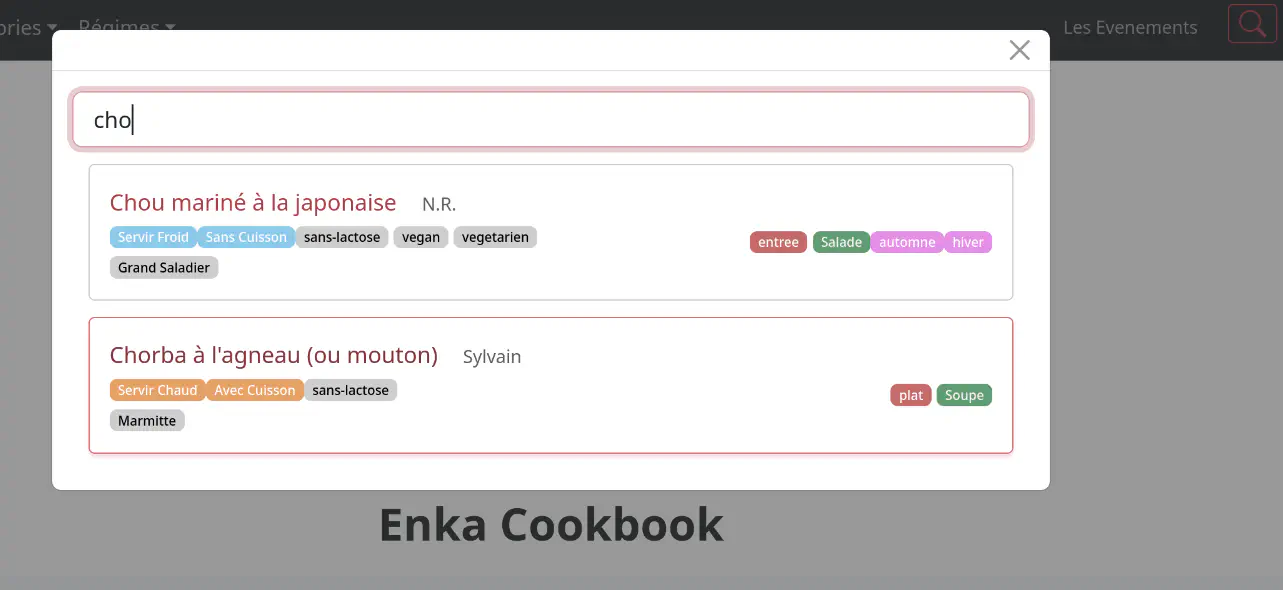 ories Régimes Les Evenements
cho
Chou mariné à la japonaise N.R.
Servir Froid Sans Cuisson sans-lactose vegan vegetarien
entree Salade automne hiver
Grand Saladier
Chorba à l'agneau (ou mouton) Sylvain
Servir Chaud Avec Cuisson sans-lactose
plat Soupe
Marmitte
Enka Cookbook